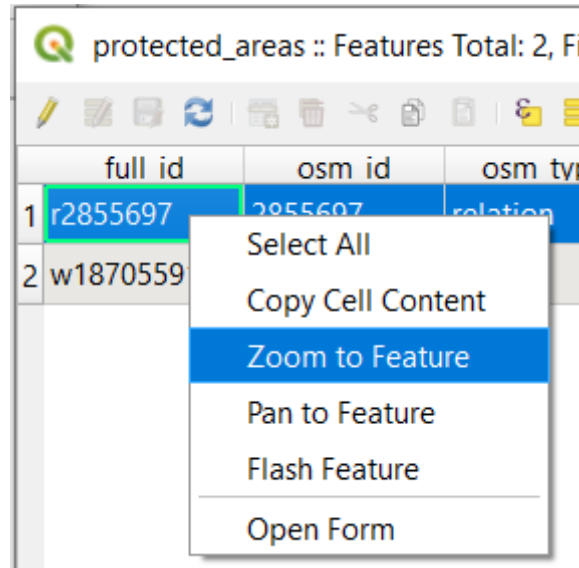 protected_areas :: Features Total: 2, Fi
full_id osm_id osm_typ
1 r2855697 2855697 relation
2 w18705591
Select All
Copy Cell Content
Zoom to Feature
Pan to Feature
Flash Feature
Open Form